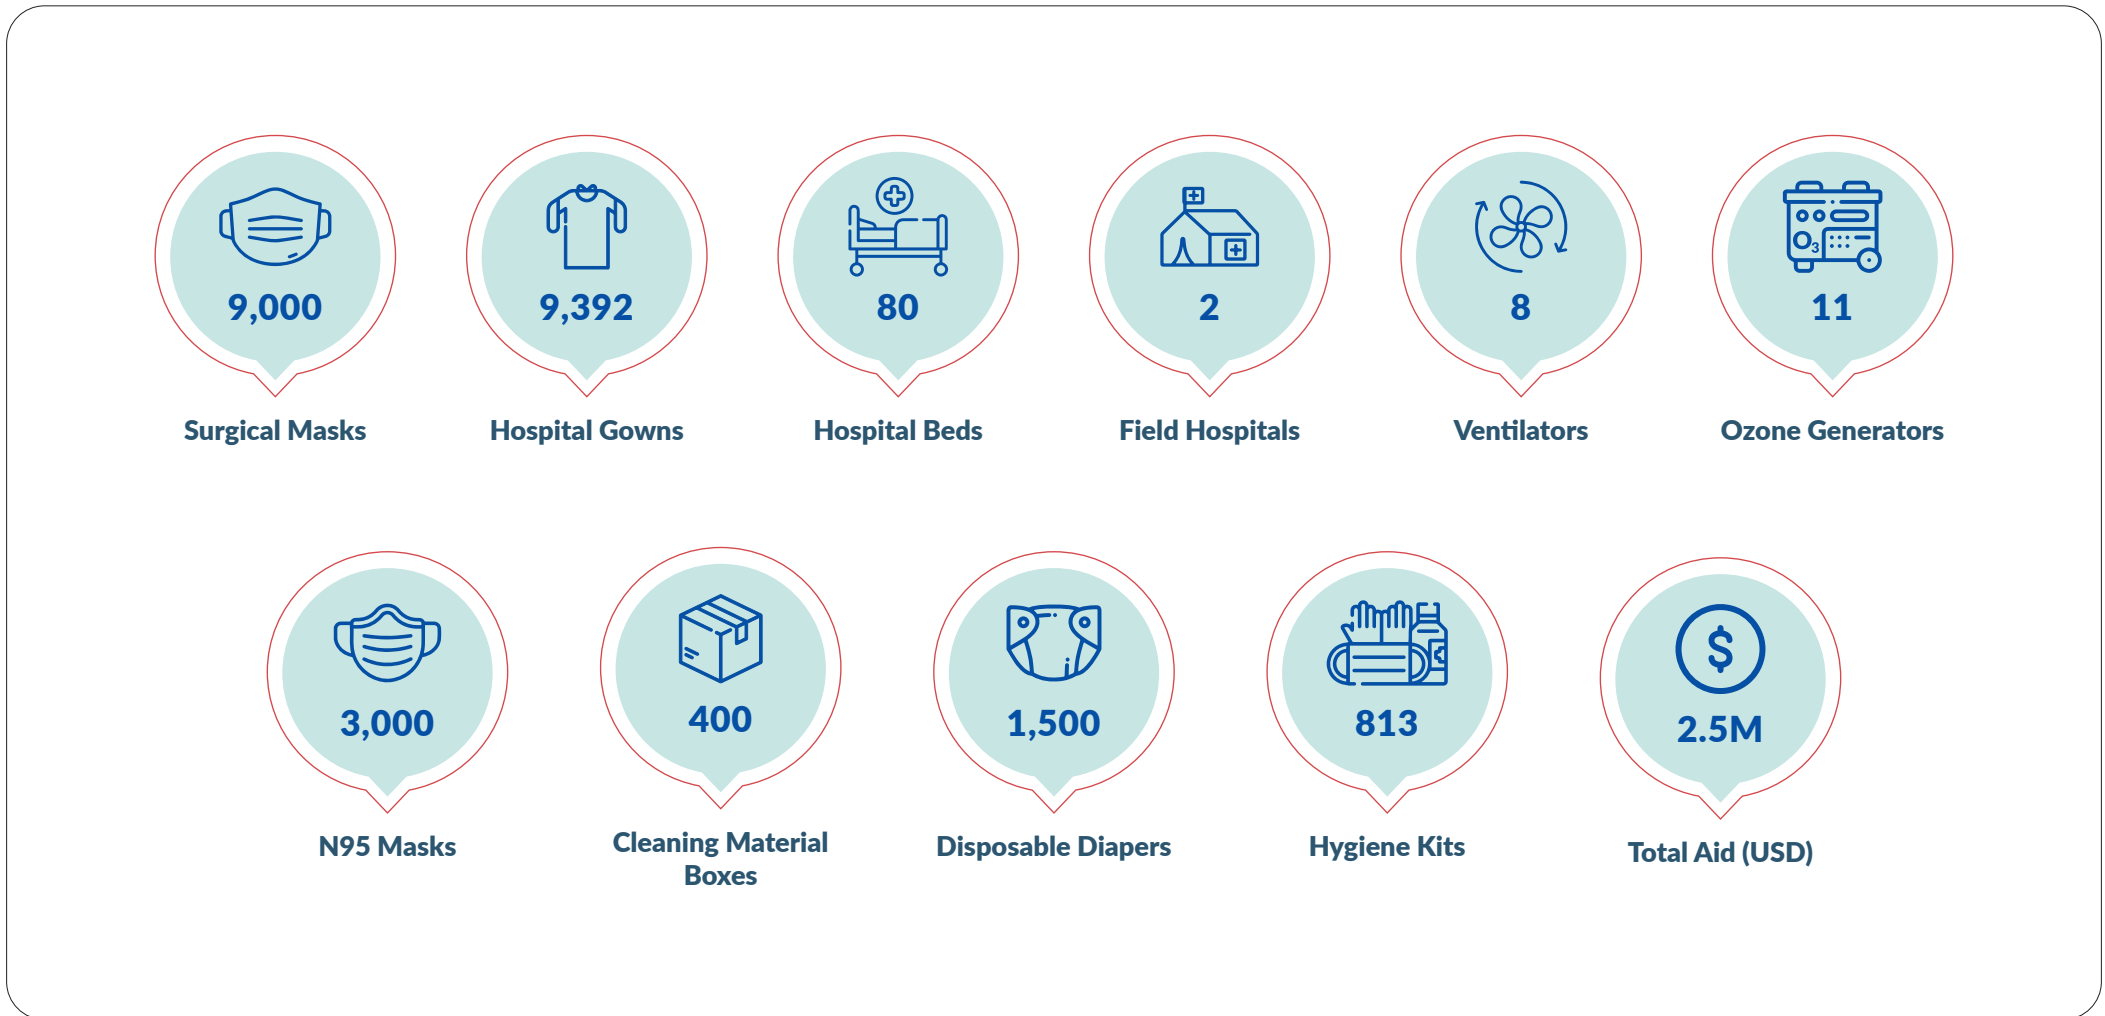 9,000
Surgical Masks
9,392
Hospital Gowns
80
Hospital Beds
2
Field Hospitals
8
Ventilators
O3
11
Ozone Generators
3,000
N95 Masks
400
Cleaning Material
Boxes
1,500
Disposable Diapers
813
Hygiene Kits
$
2.5M
Total Aid (USD)